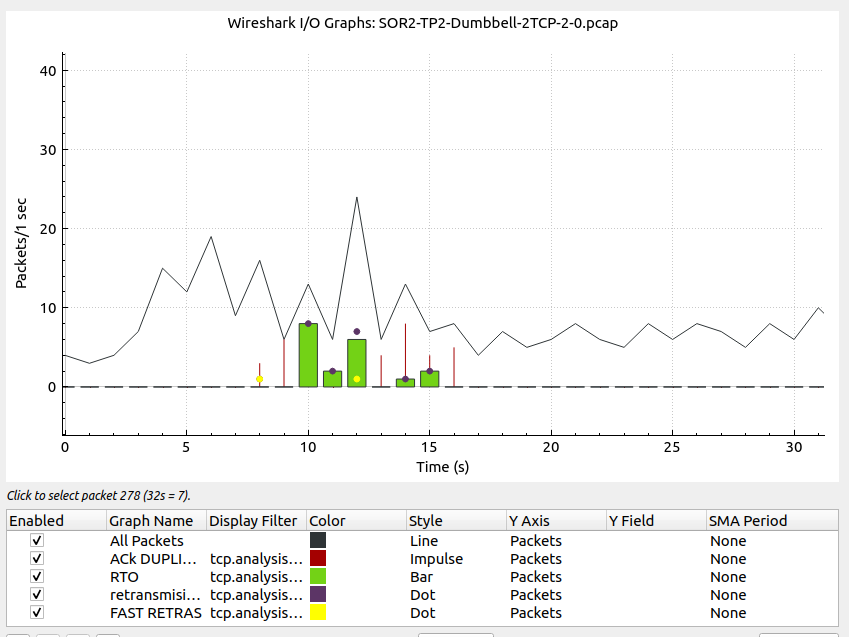 Wireshark I/O Graphs: SOR2-TP2-Dumbbell-2TCP-2-0.pcap
40
30
20
10
0
Packets/1 sec
0 5 10 15 20 25 30
Time (s)
Click to select packet 278 (32s = 7).
Enabled Graph Name Display Filter Color Style Y Axis Y Field SMA Period
All Packets Line Packets None
ACk DUPLI... tcp.analysis... Impulse Packets None
RTO tcp.analysis... Bar Packets None
retransmisi... tcp.analysis... Dot Packets None
FAST RETRAS tcp.analysis... Dot Packets None